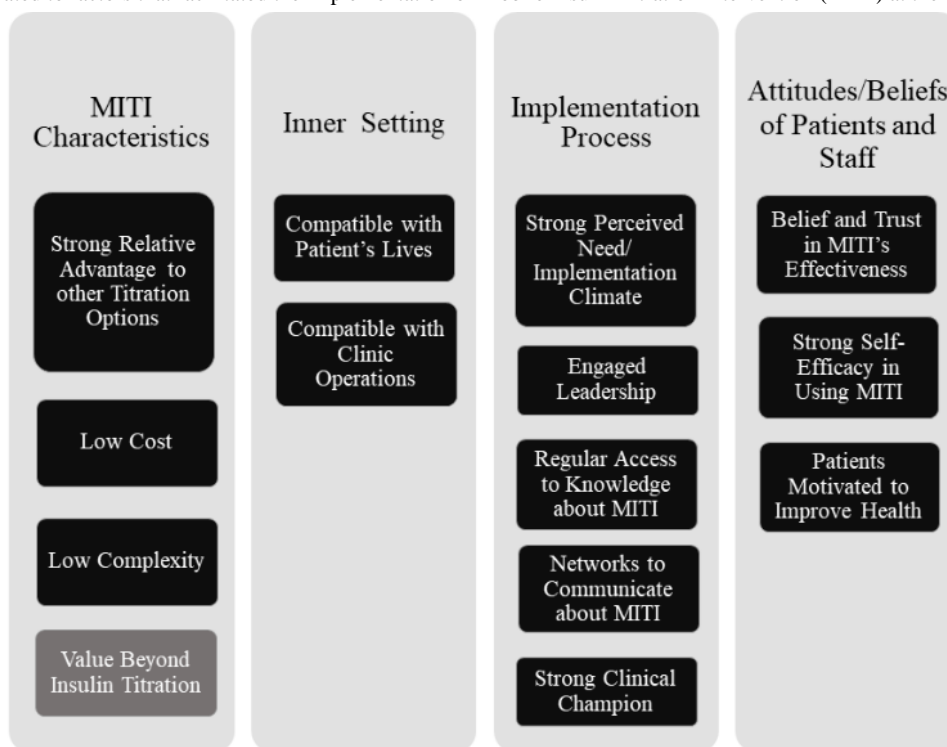 MITI
Characteristics
Strong Relative
Advantage to
other Titration
Options
Low Cost
Low Complexity
Value Beyond
Insulin Titration
Inner Setting
Compatible with
Patient's Lives
Compatible with
Clinic
Operations
Implementation
Process
Strong Perceived
Need/
Implementation
Climate
Engaged
Leadership
Regular Access
to Knowledge
about MITI
Networks to
Communicate
about MITI
Strong Clinical
Champion
Attitudes/Beliefs
of Patients and
Staff
Belief and Trust
in MITI's
Effectiveness
Strong Self-
Efficacy in
Using MITI
Patients
Motivated to
Improve Health